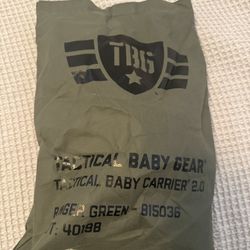 TBG
TACTICAL BABY GEAR®
TACTICAL BABY CARRIER 2.0
RANGER GREEN - 815036
: 40198